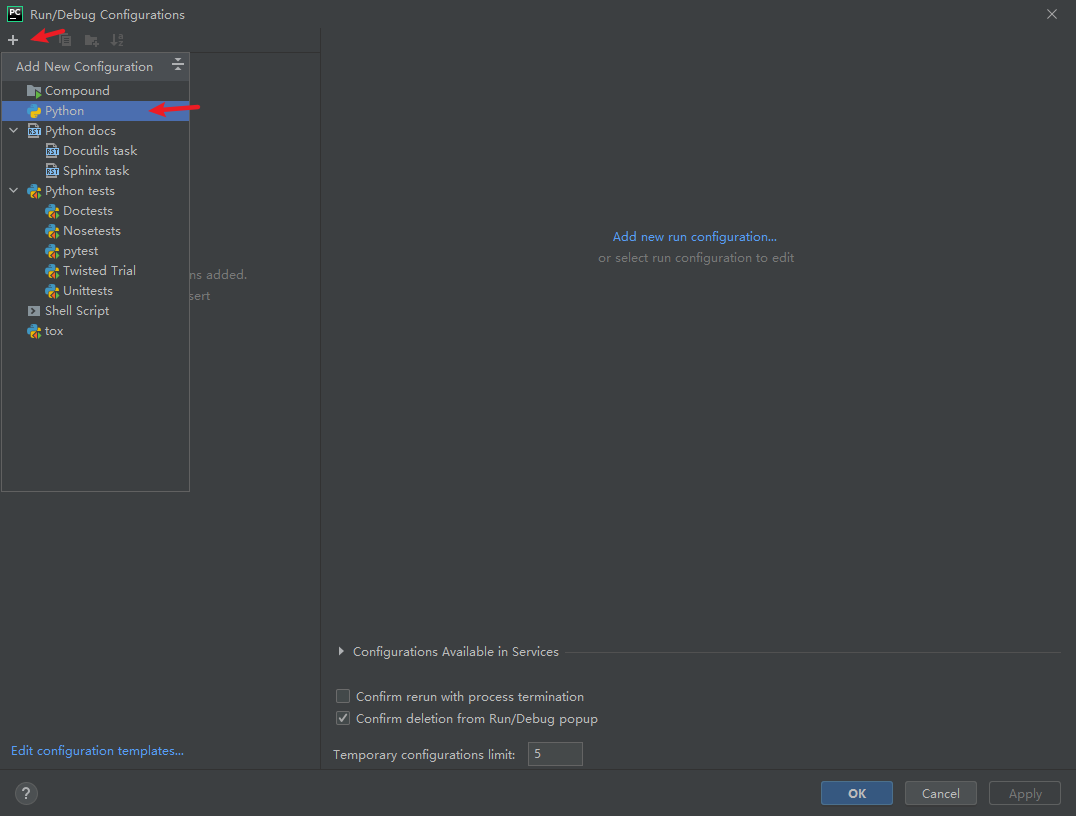 PC Run/Debug Configurations
Add New Configuration
Compound
Python
Python docs
RST Docutils task
RST Sphinx task
Python tests
Doctests
Nosetests
pytest
Twisted Trial
Unittests
Shell Script
tox
ns added.
sert
Add new run configuration...
or select run configuration to edit
Configurations Available in Services
Confirm rerun with process termination
Confirm deletion from Run/Debug popup
Temporary configurations limit: 5
Edit configuration templates...
?
OK
Cancel
Apply